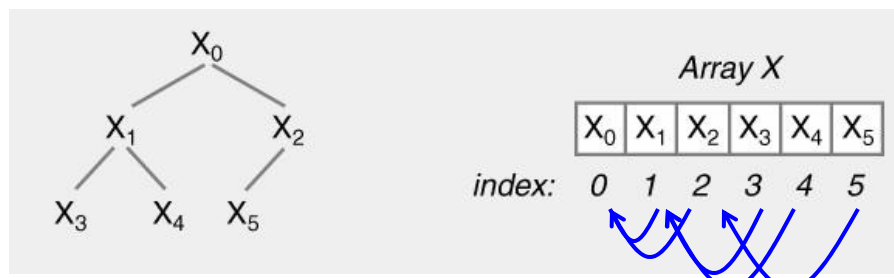 X₀
X₁ X₂
X₃ X₄ X₅
Array X
X₀ X₁ X₂ X₃ X₄ X₅
index: 0 1 2 3 4 5